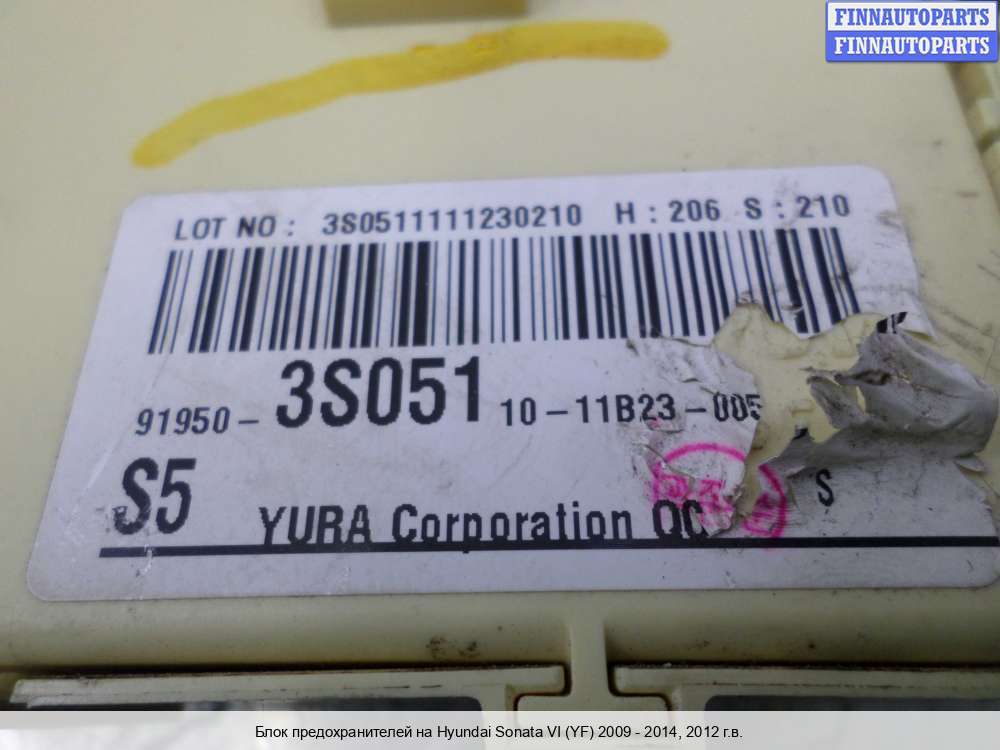 FINNAUTOPARTS
FINNAUTOPARTS
LOT NO : 3S0511111230210 H : 206 S : 210
91950- 3S051 10-11B23-005
S5 YURA Corporation QC S
Блок предохранителей на Hyundai Sonata VI (YF) 2009 - 2014, 2012 г.в.